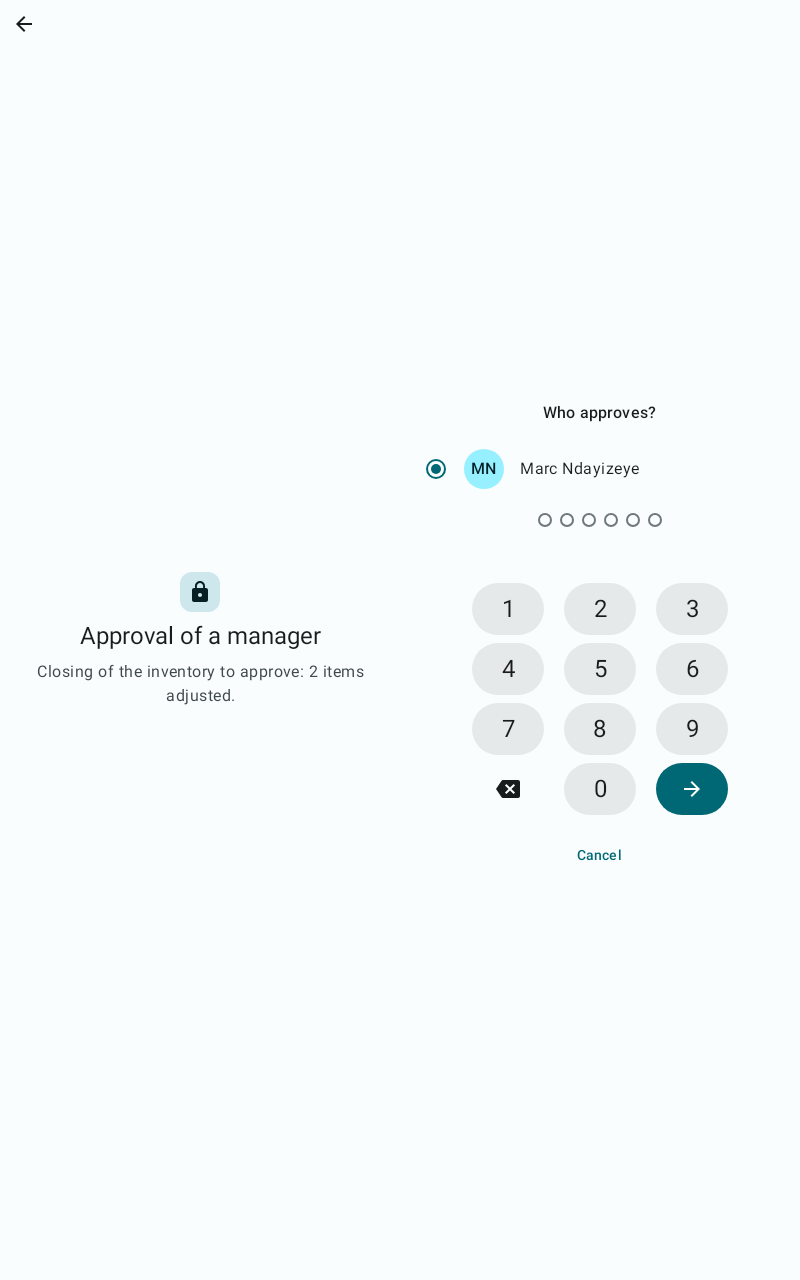 Approval of a manager
Closing of the inventory to approve: 2 items
adjusted.
Who approves?
MN Marc Ndayizeye
1 2 3
4 5 6
7 8 9
0
Cancel